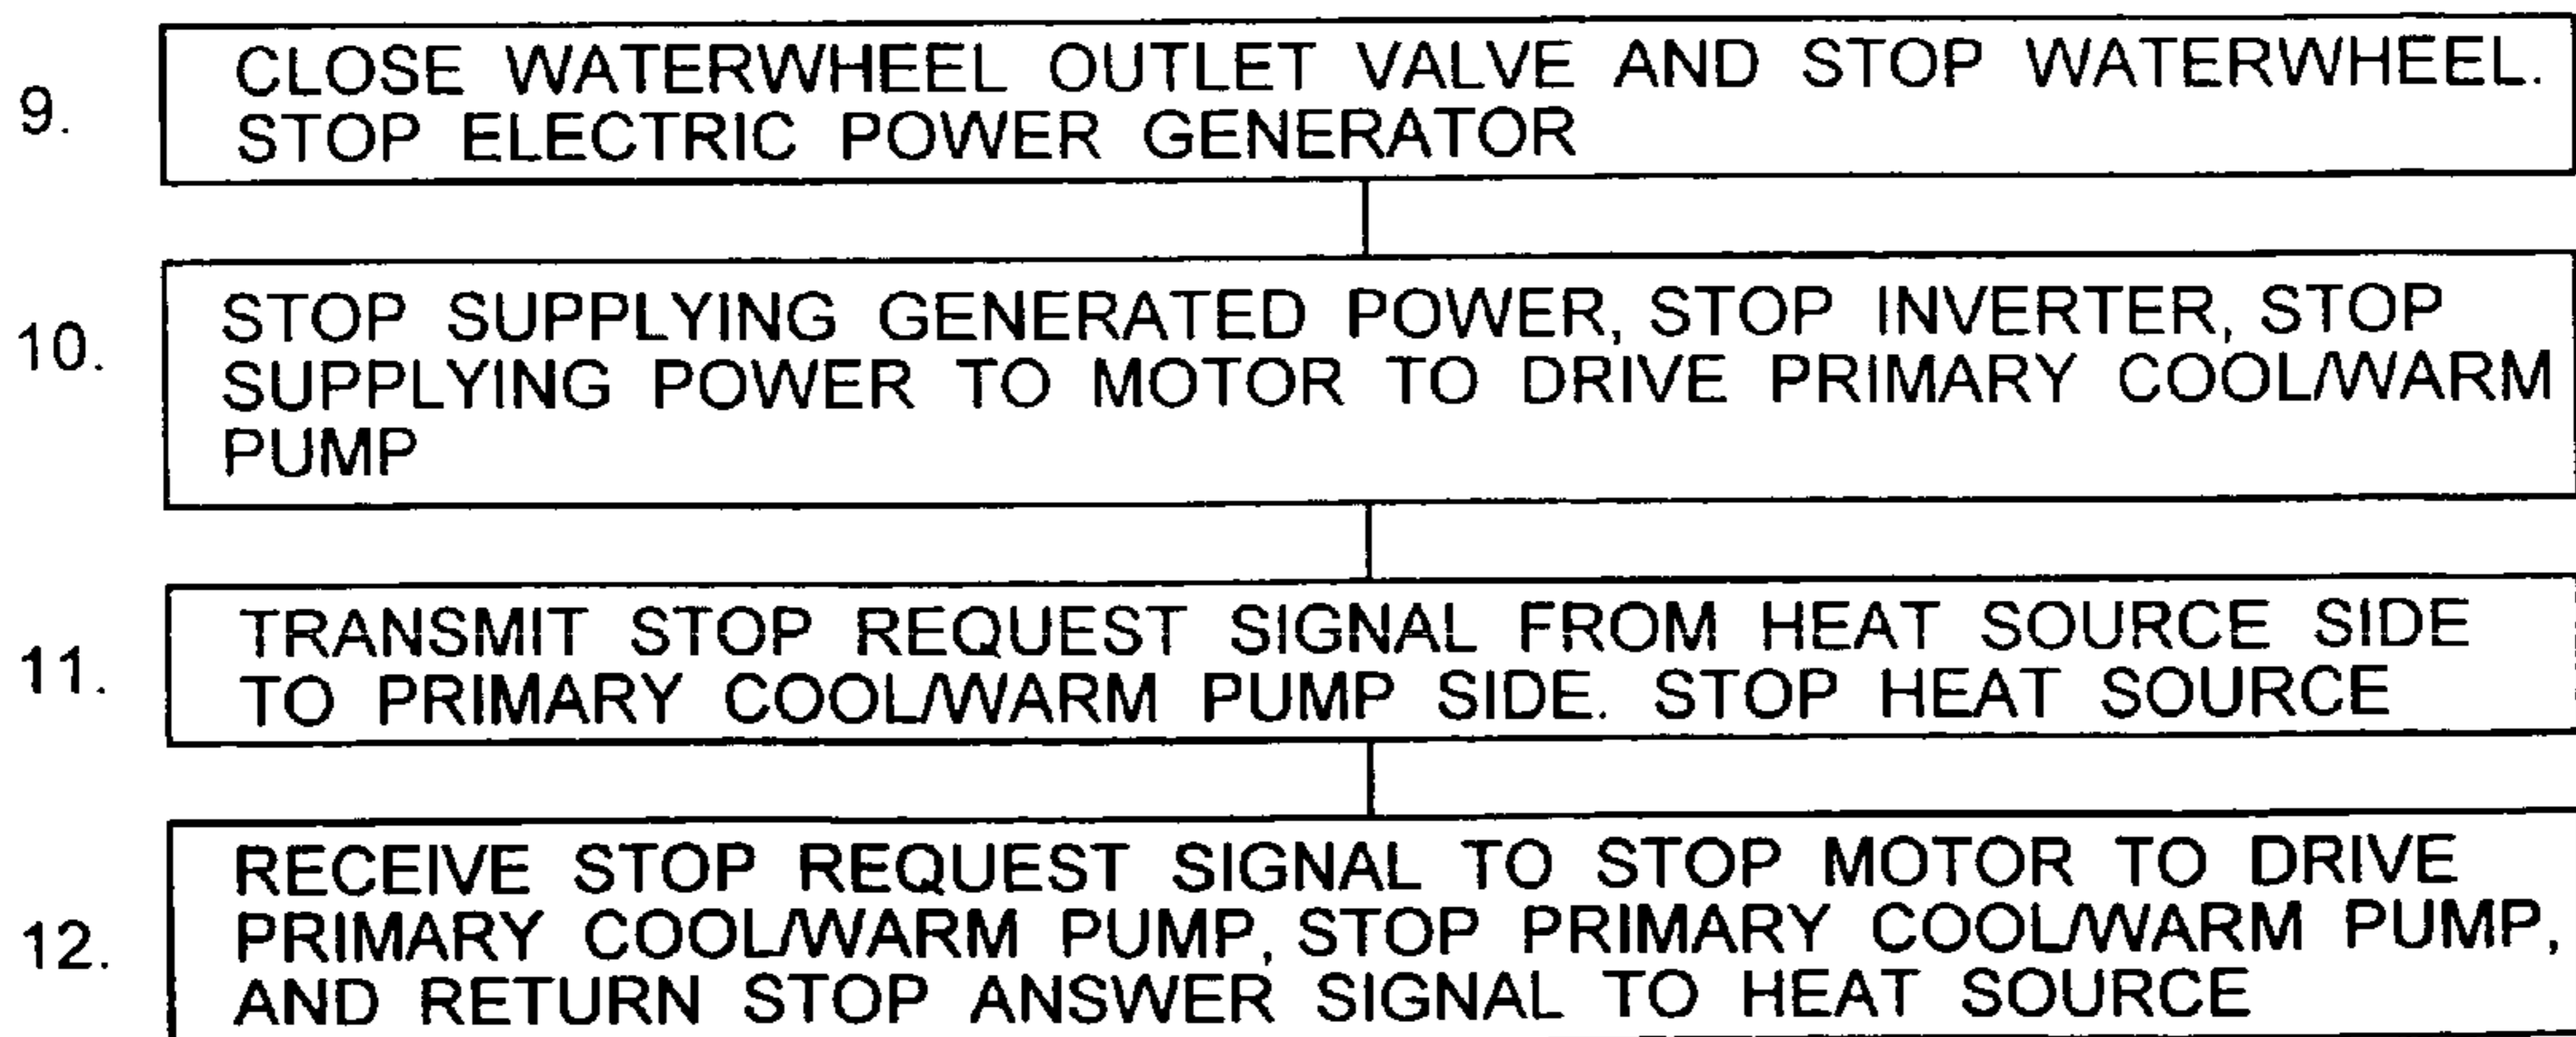 9.
CLOSE WATERWHEEL OUTLET VALVE AND STOP WATERWHEEL.
STOP ELECTRIC POWER GENERATOR
10.
STOP SUPPLYING GENERATED POWER, STOP INVERTER, STOP
SUPPLYING POWER TO MOTOR TO DRIVE PRIMARY COOL/WARM
PUMP
11.
TRANSMIT STOP REQUEST SIGNAL FROM HEAT SOURCE SIDE
TO PRIMARY COOL/WARM PUMP SIDE. STOP HEAT SOURCE
12.
RECEIVE STOP REQUEST SIGNAL TO STOP MOTOR TO DRIVE
PRIMARY COOL/WARM PUMP, STOP PRIMARY COOL/WARM PUMP,
AND RETURN STOP ANSWER SIGNAL TO HEAT SOURCE